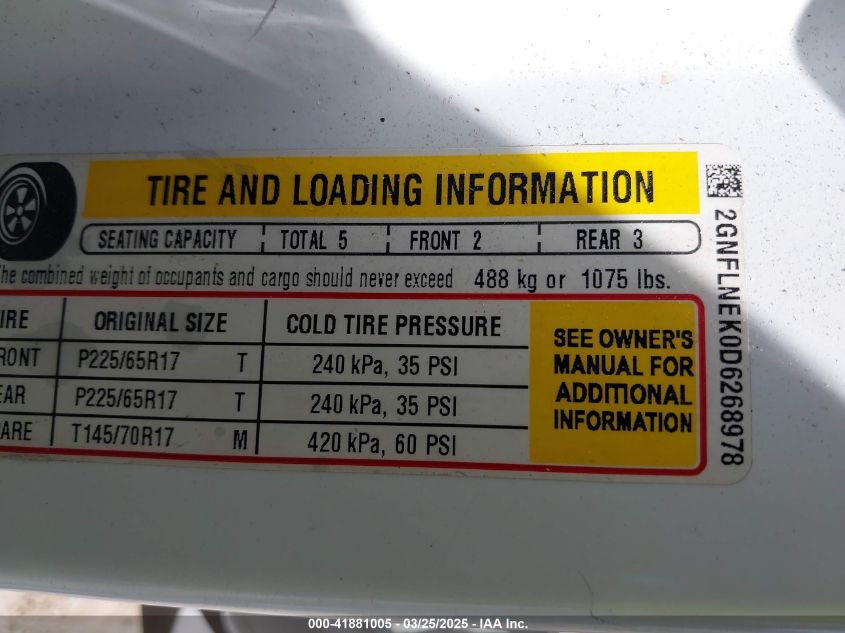 TIRE AND LOADING INFORMATION
SEATING CAPACITY TOTAL 5 FRONT 2 REAR 3
he combined weight of occupants and cargo should never exceed 488 kg or 1075 lbs.
IRE ORIGINAL SIZE COLD TIRE PRESSURE
RONT P225/65R17 T 240 kPa, 35 PSI
EAR P225/65R17 T 240 kPa, 35 PSI
ARE T145/70R17 M 420 kPa, 60 PSI
SEE OWNER'S
MANUAL FOR
ADDITIONAL
INFORMATION
2GNFLNEK0D6268978
000-41881005 - 03/25/2025 - IAA Inc.